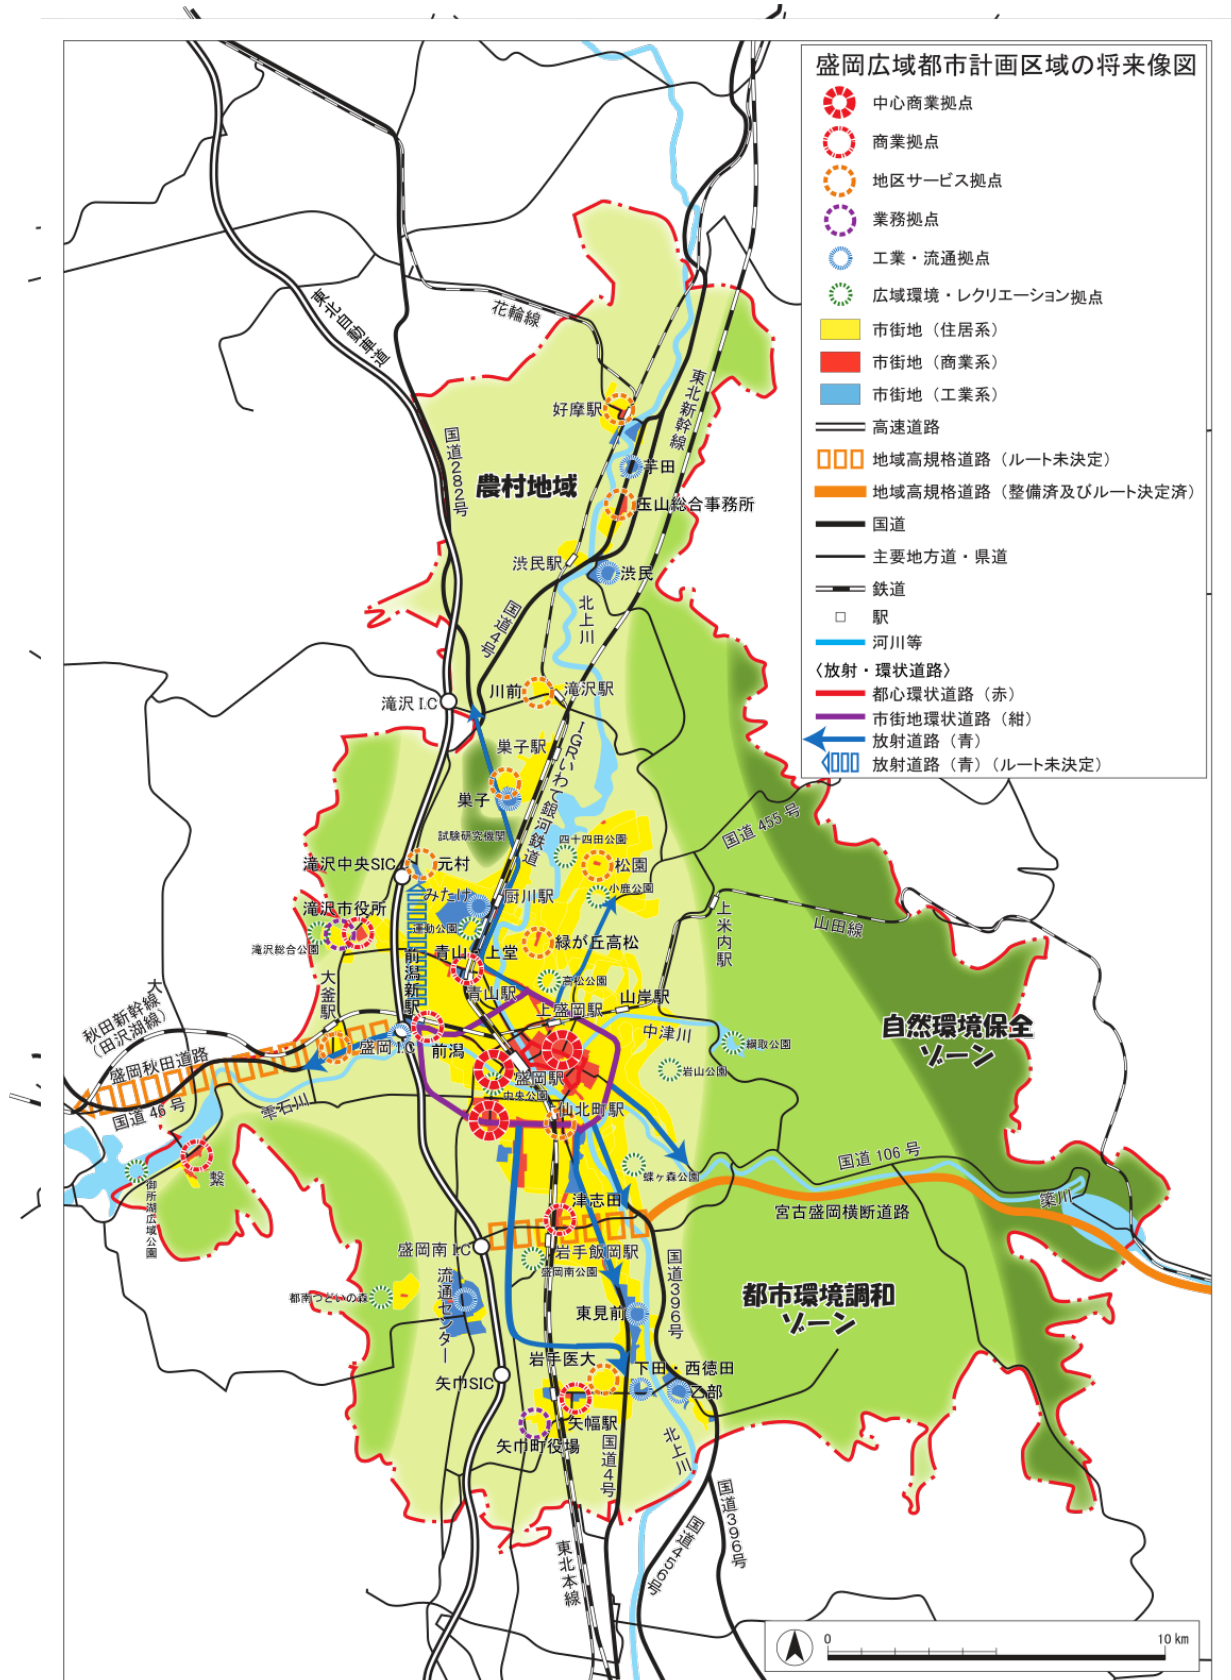 盛岡広域都市計画区域の将来像図
中心商業拠点
商業拠点
地区サービス拠点
業務拠点
工業・流通拠点
広域環境・レクリエーション拠点
市街地（住居系）
市街地（商業系）
市街地（工業系）
高速道路
地域高規格道路（ルート未決定）
地域高規格道路（整備済及びルート決定済）
国道
主要地方道・県道
鉄道
駅
河川等
〈放射・環状道路〉
都心環状道路（赤）
市街地環状道路（紺）
放射道路（青）
放射道路（青）（ルート未決定）
東北自動車道
花輪線
東北新幹線
好摩駅
国道282号
芋田
農村地域
玉山総合事務所
渋民駅
渋民
北上川
国道4号
川前
滝沢駅
滝沢I.C
IGRいわて銀河鉄道
巣子駅
巣子
試験研究機関
四十四田公園
国道455号
滝沢中央SIC
元村
松園
みたけ
厨川駅
小鹿公園
滝沢市役所
運動公園
上米内駅
山田線
滝沢総合公園
前潟新駅
青山・上堂
緑が丘高松
大釜駅
高松公園
青山駅
山岸駅
大
秋田新幹線
（田沢湖線）
上盛岡駅
中津川
自然環境保全
ゾーン
盛岡I.C
前潟
綱取公園
盛岡秋田道路
盛岡駅
岩山公園
国道46号
雫石川
中央公園
仙北町駅
繋
御所湖広域公園
蝶ヶ森公園
国道106号
津志田
簗川
宮古盛岡横断道路
盛岡南I.C
岩手飯岡駅
盛岡南公園
国道396号
都南つどいの森
流通センター
都市環境調和
ゾーン
東見前
岩手医大
下田・西徳田
矢巾SIC
乙部
矢幅駅
矢巾町役場
国道4号
北上川
国道396号
国道456号
東北本線
0
10 km